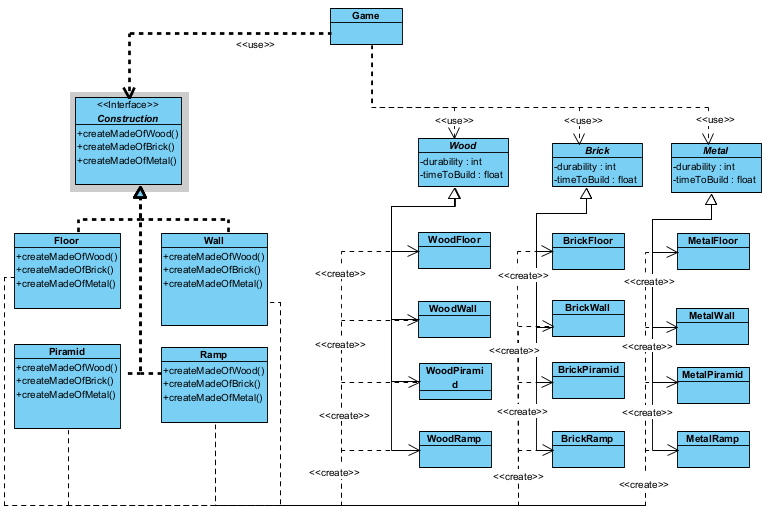 Game
<<use>>
<<Interface>>
Construction
+createMadeOfWood()
+createMadeOfBrick()
+createMadeOfMetal()
<<use>>
<<use>>
<<use>>
Wood
-durability : int
-timeToBuild : float
Brick
-durability : int
-timeToBuild : float
Metal
-durability : int
-timeToBuild : float
Floor
+createMadeOfWood()
+createMadeOfBrick()
+createMadeOfMetal()
Wall
+createMadeOfWood()
+createMadeOfBrick()
+createMadeOfMetal()
WoodFloor
BrickFloor
MetalFloor
<<create>>
<<create>>
<<create>>
WoodWall
BrickWall
MetalWall
<<create>>
<<create>>
<<create>>
Piramid
+createMadeOfWood()
+createMadeOfBrick()
+createMadeOfMetal()
Ramp
+createMadeOfWood()
+createMadeOfBrick()
+createMadeOfMetal()
WoodPirami
d
BrickPiramid
MetalPiramid
<<create>>
<<create>>
<<create>>
WoodRamp
BrickRamp
MetalRamp
<<create>>
<<create>>
<<create>>